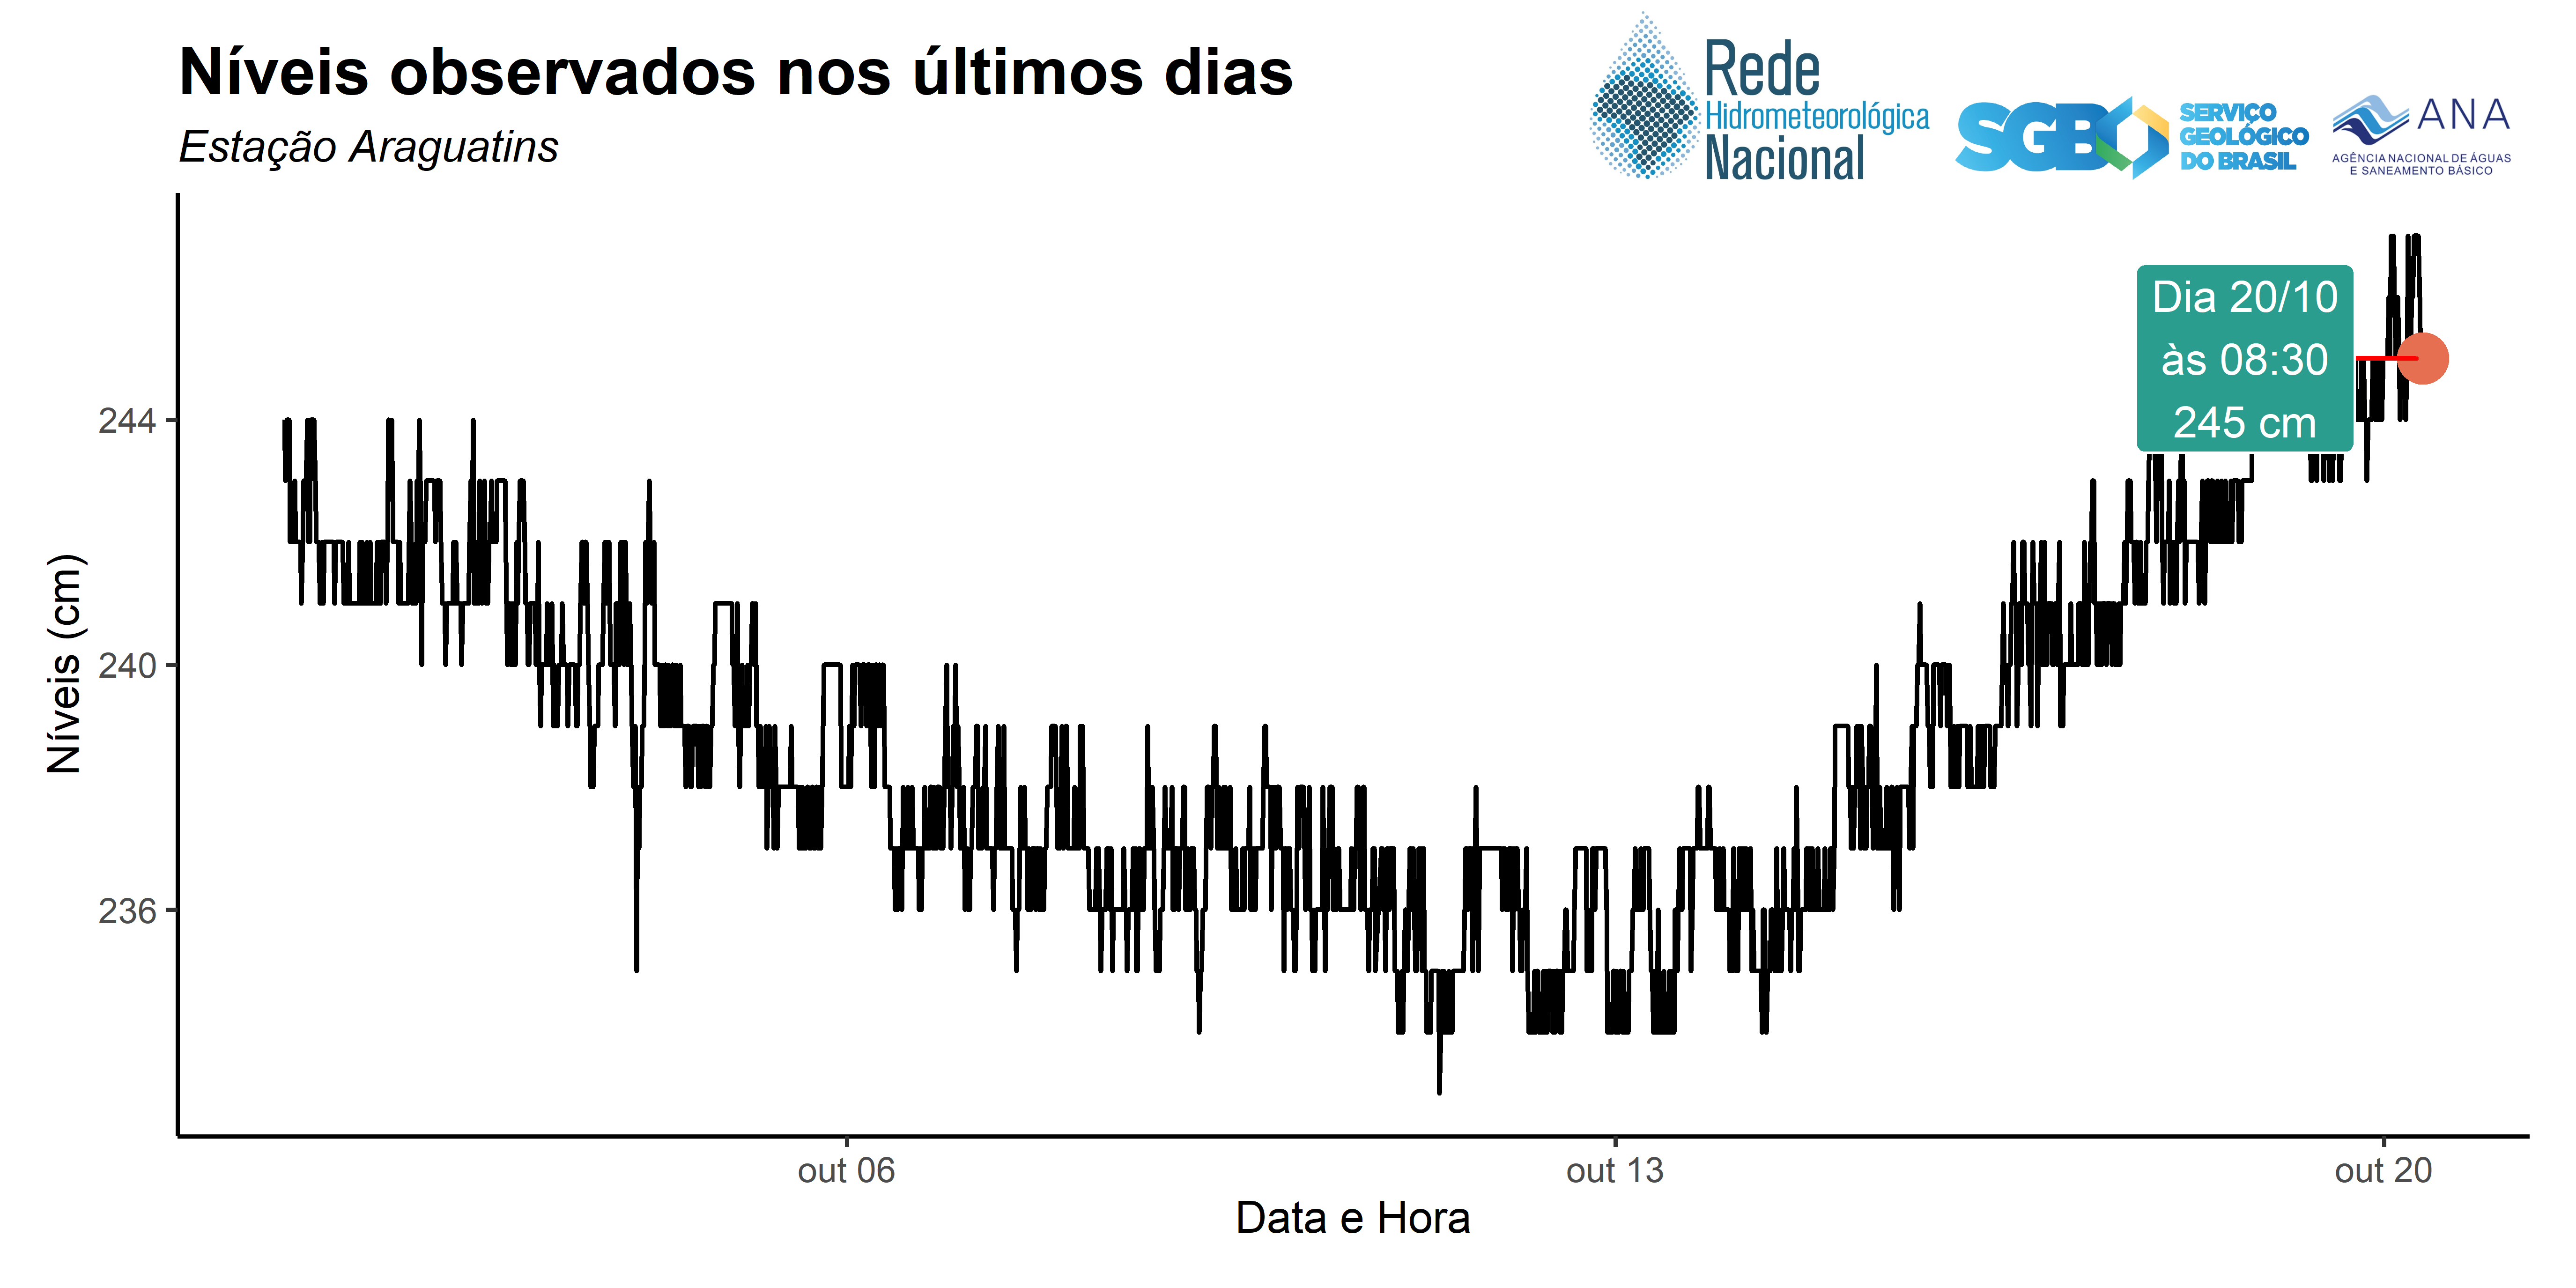 Níveis observados nos últimos dias
Estação Araguatins
Rede
Hidrometeorológica
Nacional
SGB
SERVIÇO
GEOLÓGICO
DO BRASIL
ANA
AGÊNCIA NACIONAL DE ÁGUAS
E SANEAMENTO BÁSICO
Dia 20/10
às 08:30
245 cm
Níveis (cm)
244
240
236
out 06
out 13
out 20
Data e Hora